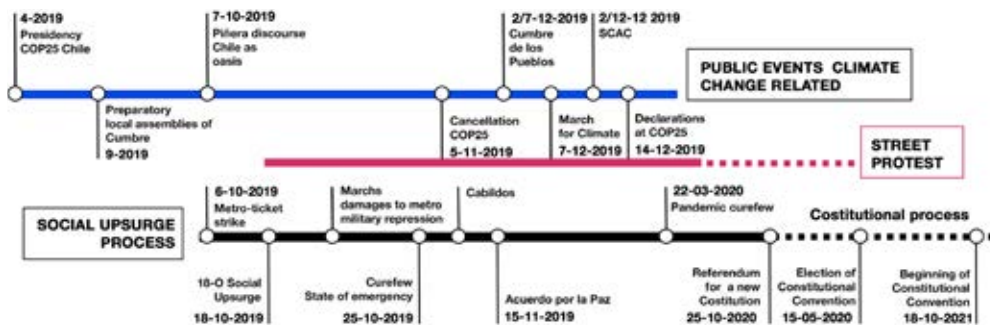 4-2019
Presidency
COP25 Chile
7-10-2019
Piñera discourse
Chile as
oasis
2/7-12-2019
Cumbre
de los
Pueblos
2/12-12 2019
SCAC
PUBLIC EVENTS CLIMATE
CHANGE RELATED
Preparatory
local assemblies of
Cumbre
9-2019
Cancellation
COP25
5-11-2019
March
for Climate
7-12-2019
Declarations
at COP25
14-12-2019
STREET
PROTEST
SOCIAL UPSURGE
PROCESS
6-10-2019
Metro-ticket
strike
Marchs
damages to metro
military repression
Cabildos
22-03-2020
Pandemic curefew
Costitutional process
18-O Social
Upsurge
18-10-2019
Curefew
State of emergency
25-10-2019
Acuerdo por la Paz
15-11-2019
Referendum
for a new
Costitution
25-10-2020
Election of
Constitutional
Convention
15-05-2020
Beginning of
Constitutional
Convention
18-10-2021